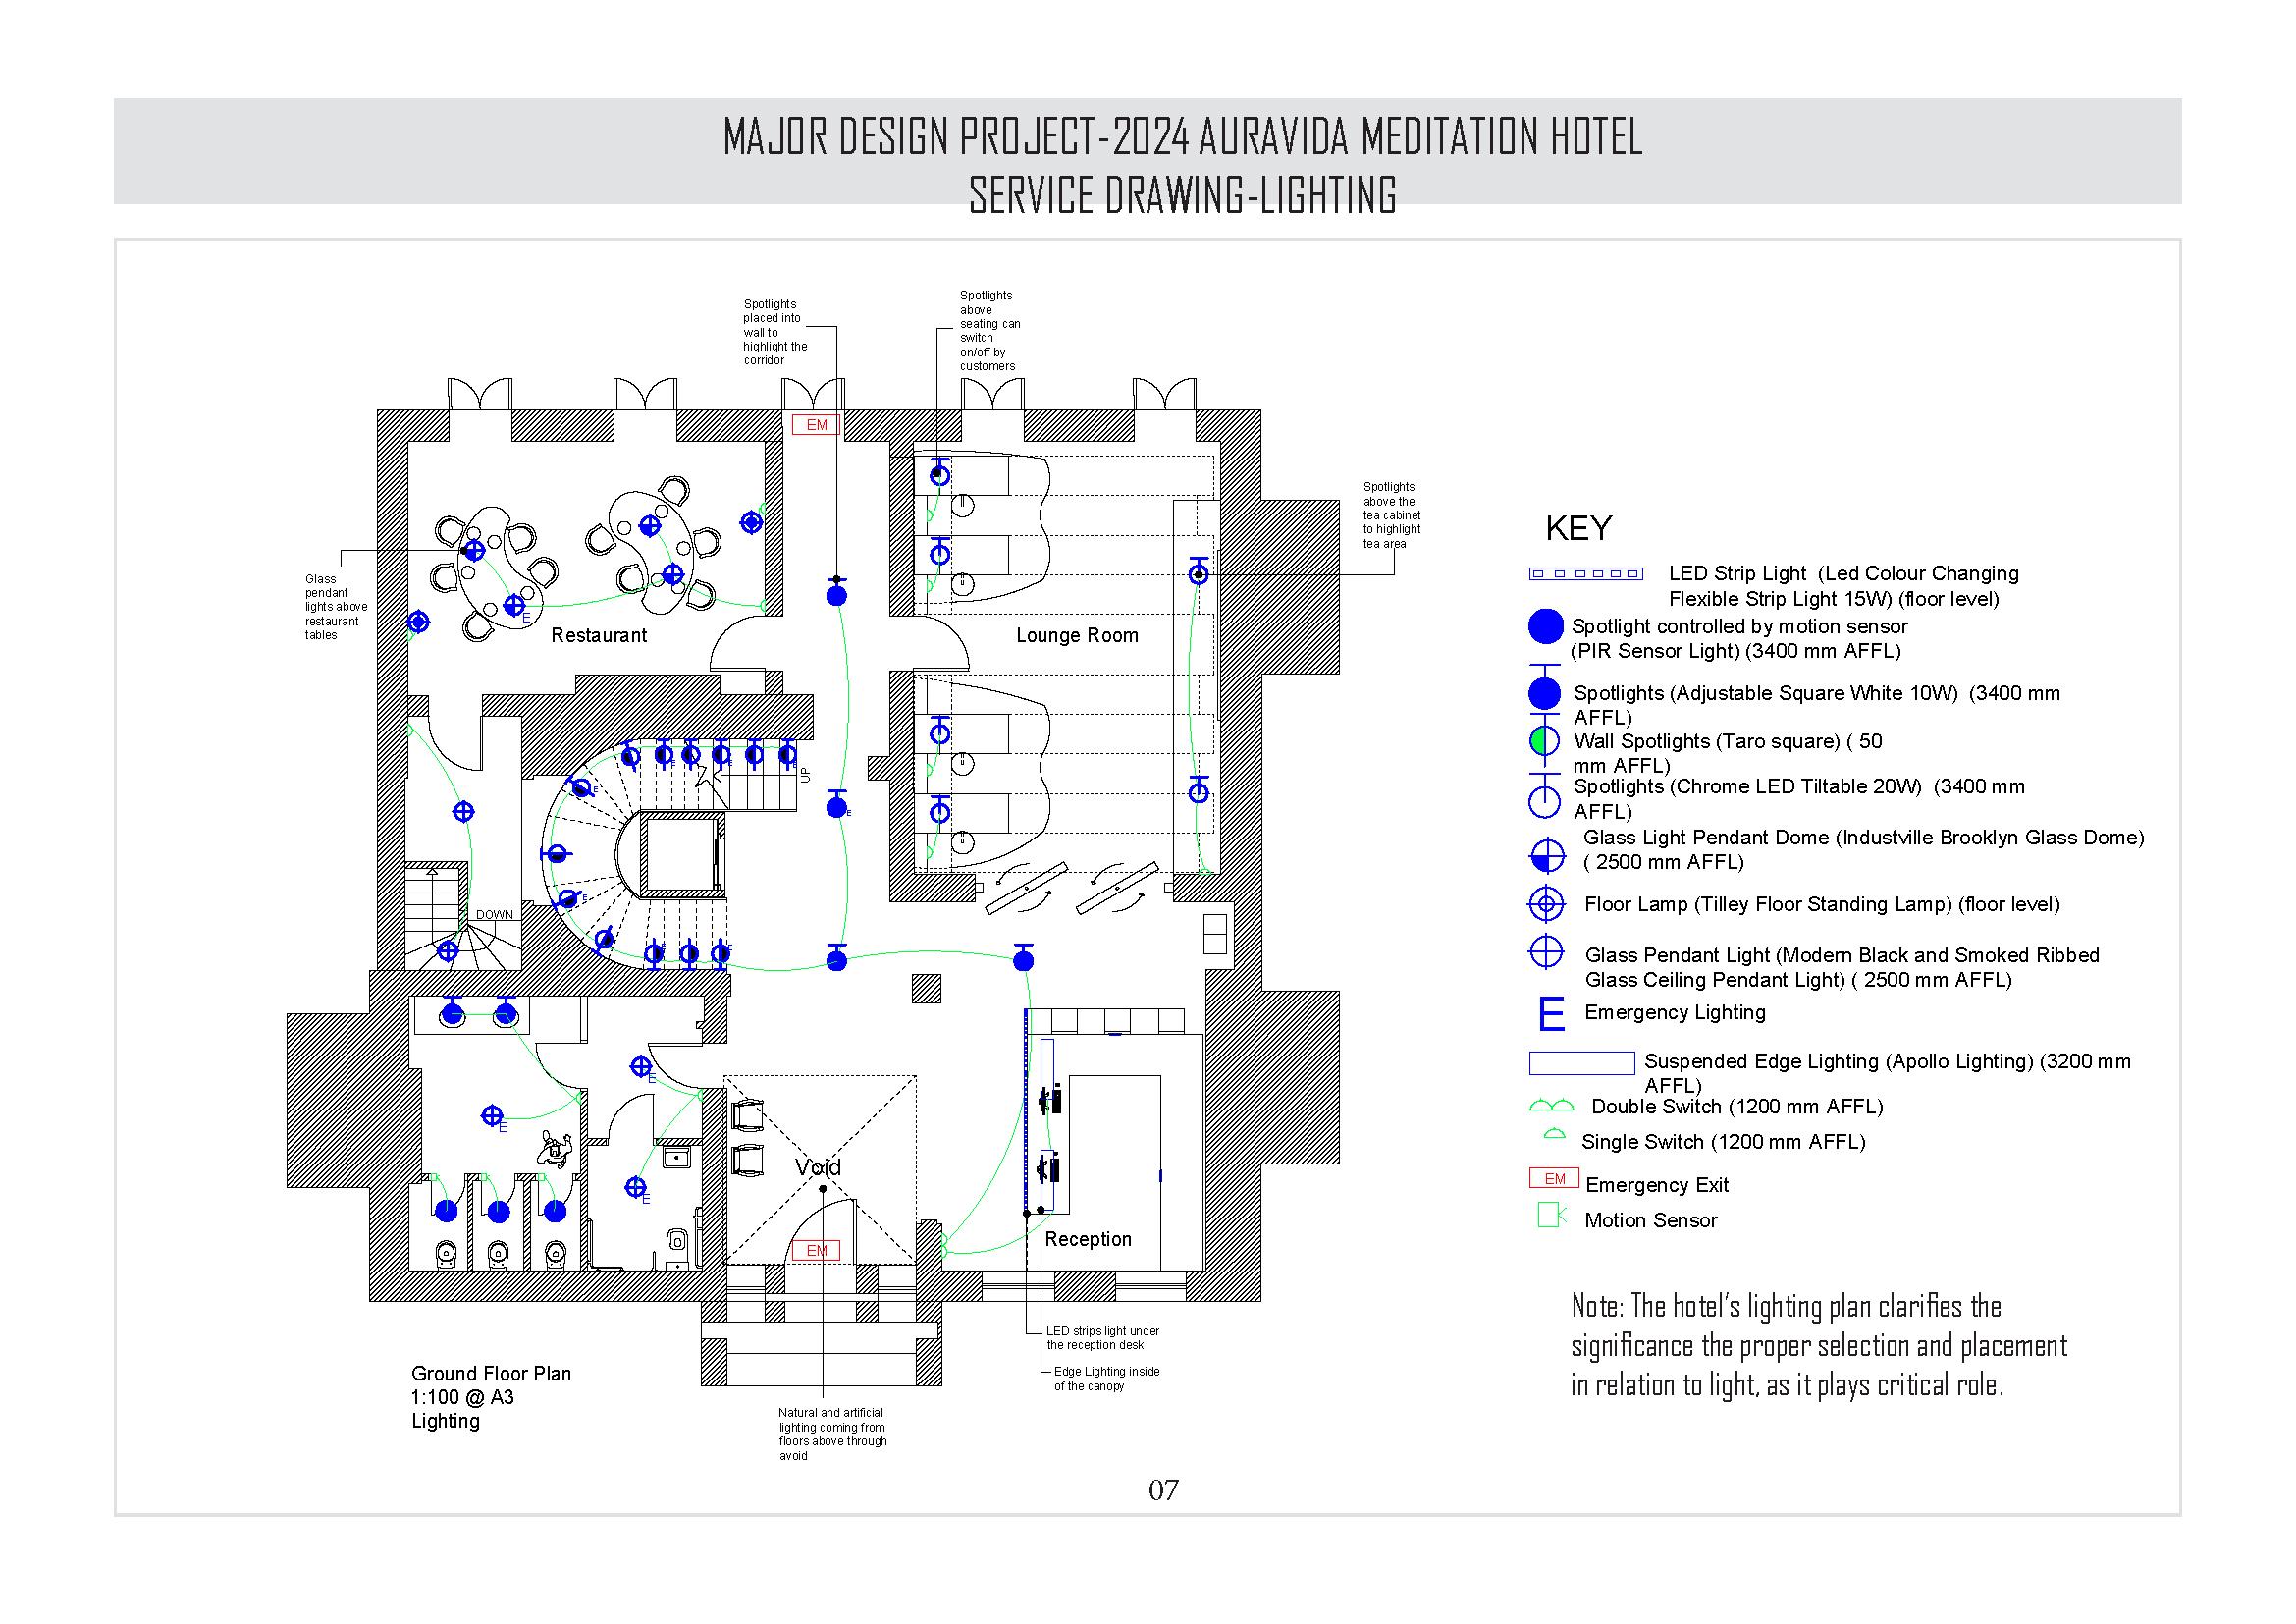 MAJOR DESIGN PROJECT-2024 AURAVIDA MEDITATION HOTEL
SERVICE DRAWING-LIGHTING
Spotlights
placed into
wall to
highlight the
corridor
Spotlights
above
seating can
switch
on/off by
customers
EM
Spotlights
above the
tea cabinet
to highlight
tea area
Glass
pendant
lights above
restaurant
tables
E
Restaurant
Lounge Room
E
E
E
E
UP
E
E
DOWN
E
E
E
E
E
Void
EM
Reception
LED strips light under
the reception desk
Edge Lighting inside
of the canopy
Natural and artificial
lighting coming from
floors above through
avoid
Ground Floor Plan
1:100 @ A3
Lighting
KEY
LED Strip Light (Led Colour Changing
Flexible Strip Light 15W) (floor level)
Spotlight controlled by motion sensor
(PIR Sensor Light) (3400 mm AFFL)
Spotlights (Adjustable Square White 10W) (3400 mm
AFFL)
Wall Spotlights (Taro square) ( 50
mm AFFL)
Spotlights (Chrome LED Tiltable 20W) (3400 mm
AFFL)
Glass Light Pendant Dome (Industville Brooklyn Glass Dome)
( 2500 mm AFFL)
Floor Lamp (Tilley Floor Standing Lamp) (floor level)
Glass Pendant Light (Modern Black and Smoked Ribbed
Glass Ceiling Pendant Light) ( 2500 mm AFFL)
E Emergency Lighting
Suspended Edge Lighting (Apollo Lighting) (3200 mm
AFFL)
Double Switch (1200 mm AFFL)
Single Switch (1200 mm AFFL)
EM Emergency Exit
Motion Sensor
Note: The hotel's lighting plan clarifies the
significance the proper selection and placement
in relation to light, as it plays critical role.
07